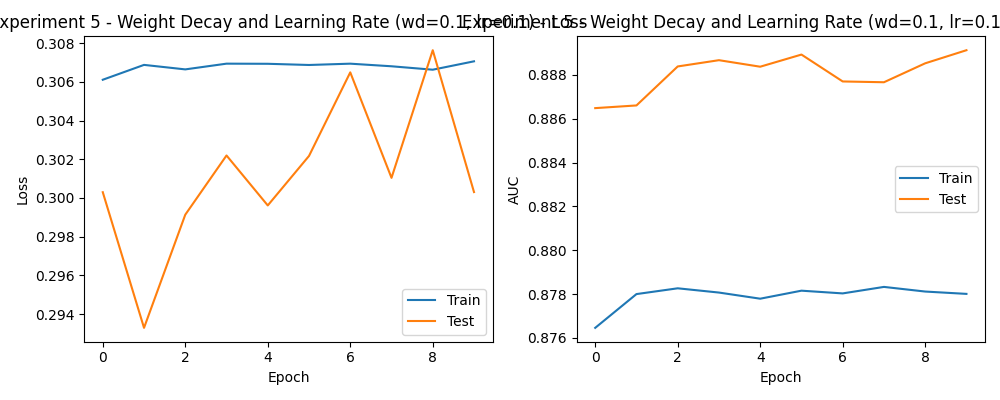 xperiment 5 - Weight Decay and Learning Rate (wd=0.1, lr=0.1) - Loss
Experiment 5 - Weight Decay and Learning Rate (wd=0.1, lr=0.1
0.308
0.306
0.304
0.302
0.300
0.298
0.296
0.294
Loss
Train
Test
0 2 4 6 8
Epoch
0.888
0.886
0.884
0.882
0.880
0.878
0.876
AUC
Train
Test
0 2 4 6 8
Epoch